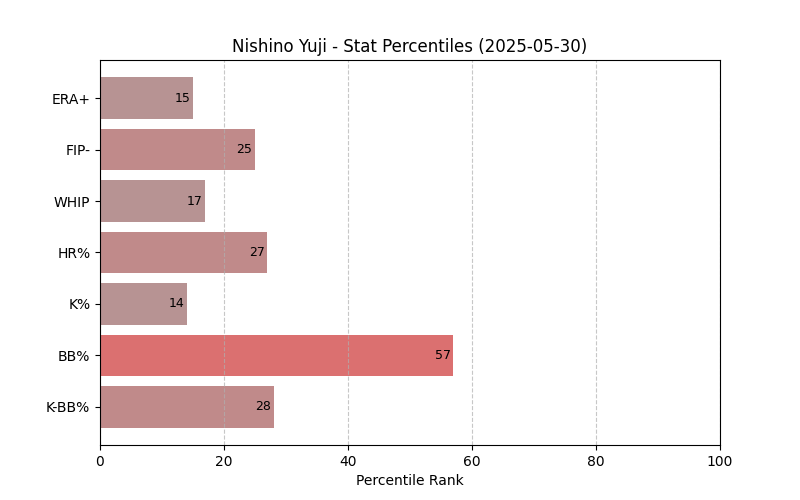 Nishino Yuji - Stat Percentiles (2025-05-30)
ERA+ 15
FIP- 25
WHIP 17
HR% 27
K% 14
BB% 57
K-BB% 28
0 20 40 60 80 100
Percentile Rank